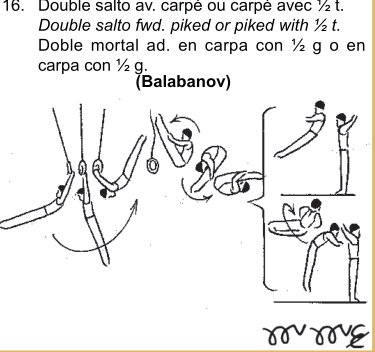 16. Double salto av. carpé ou carpé avec ½ t.
Double salto fwd. piked or piked with ½ t.
Doble mortal ad. en carpa con ½ g o en
carpa con ½ g.
(Balabanov)